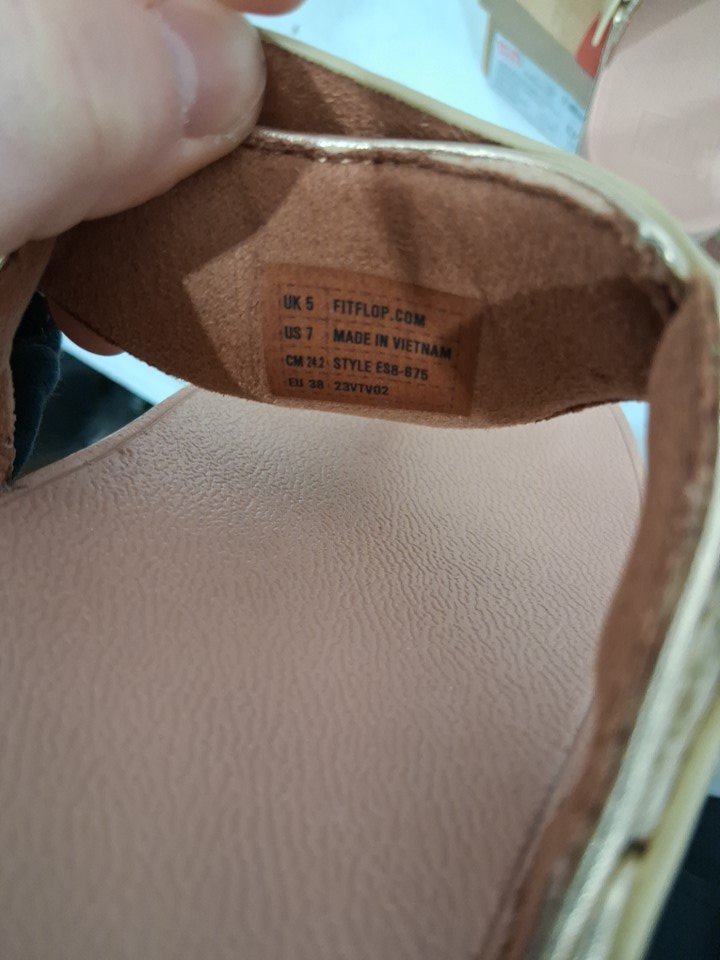 UK 5 FITFLOP.COM
US 7 MADE IN VIETNAM
CM 24.2 STYLE ES8-675
EU 38 23VTV02